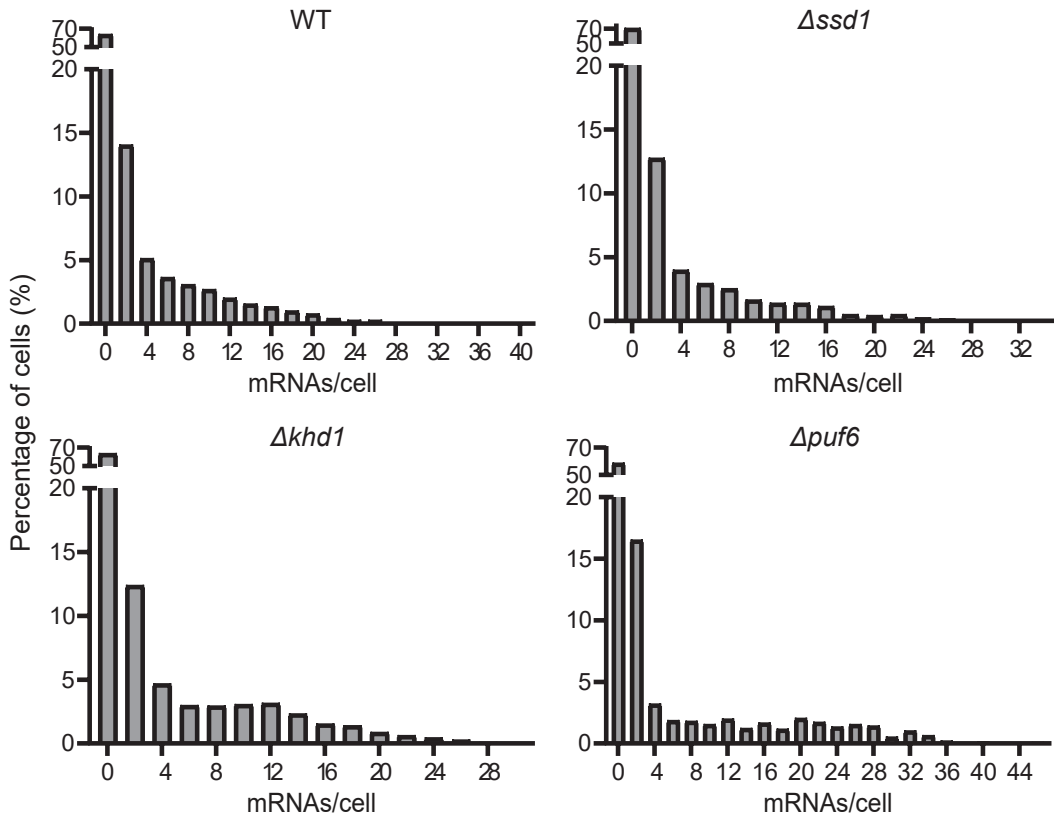 WT
70
50
20
15
10
5
0
0 4 8 12 16 20 24 28 32 36 40
mRNAs/cell
Δssd1
70
50
20
15
10
5
0
0 4 8 12 16 20 24 28 32
mRNAs/cell
Percentage of cells (%)
Δkhd1
70
50
20
15
10
5
0
0 4 8 12 16 20 24 28
mRNAs/cell
Δpuf6
70
50
20
15
10
5
0
0 4 8 12 16 20 24 28 32 36 40 44
mRNAs/cell